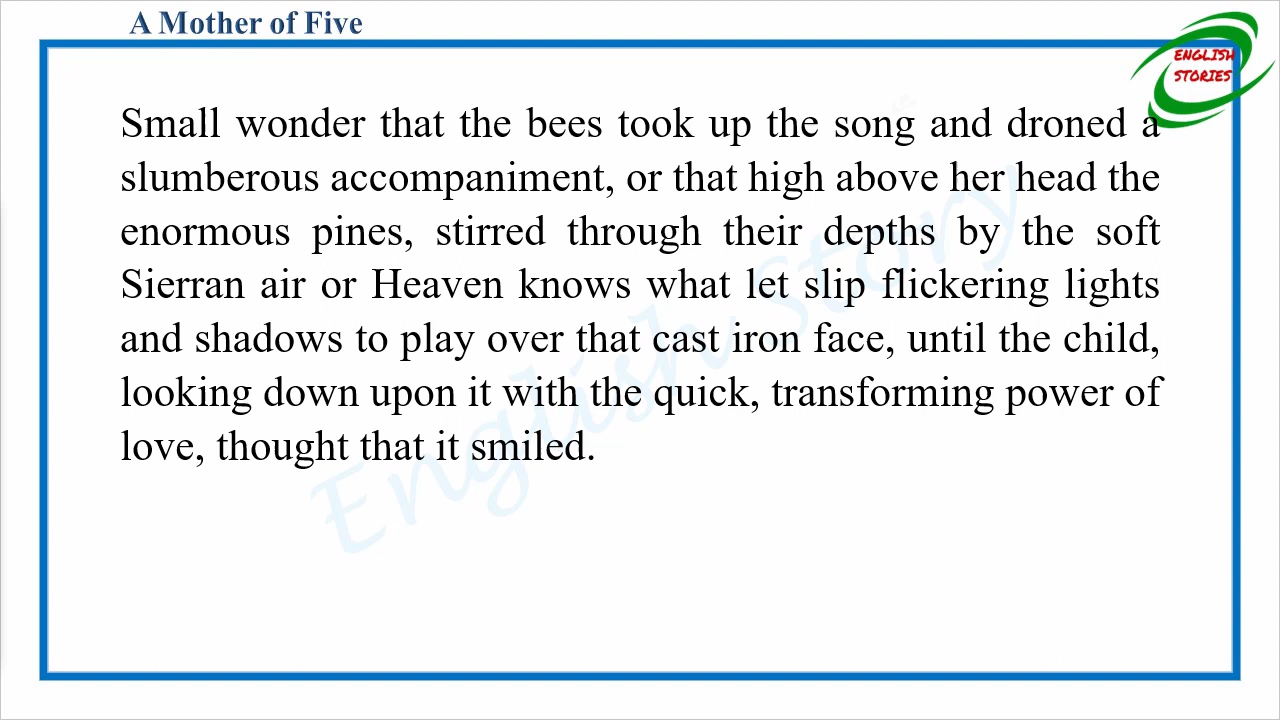 A Mother of Five
ENGLISH
STORIES
Small wonder that the bees took up the song and droned a
slumberous accompaniment, or that high above her head the
enormous pines, stirred through their depths by the soft
Sierran air or Heaven knows what let slip flickering lights
and shadows to play over that cast iron face, until the child,
looking down upon it with the quick, transforming power of
love, thought that it smiled.
English Story